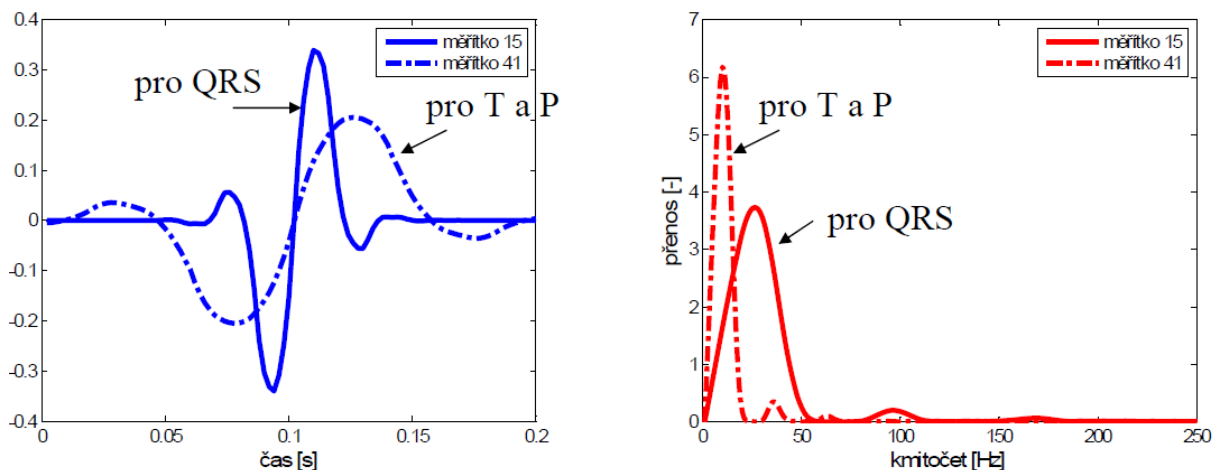 0.4
0.3
0.2
0.1
0
-0.1
-0.2
-0.3
-0.4
0
0.05
0.1
0.15
0.2
čas [s]
měřítko 15
měřítko 41
pro QRS
pro T a P
7
6
5
4
3
2
1
0
přenos [-]
0
50
100
150
200
250
kmitočet [Hz]
měřítko 15
měřítko 41
pro T a P
pro QRS